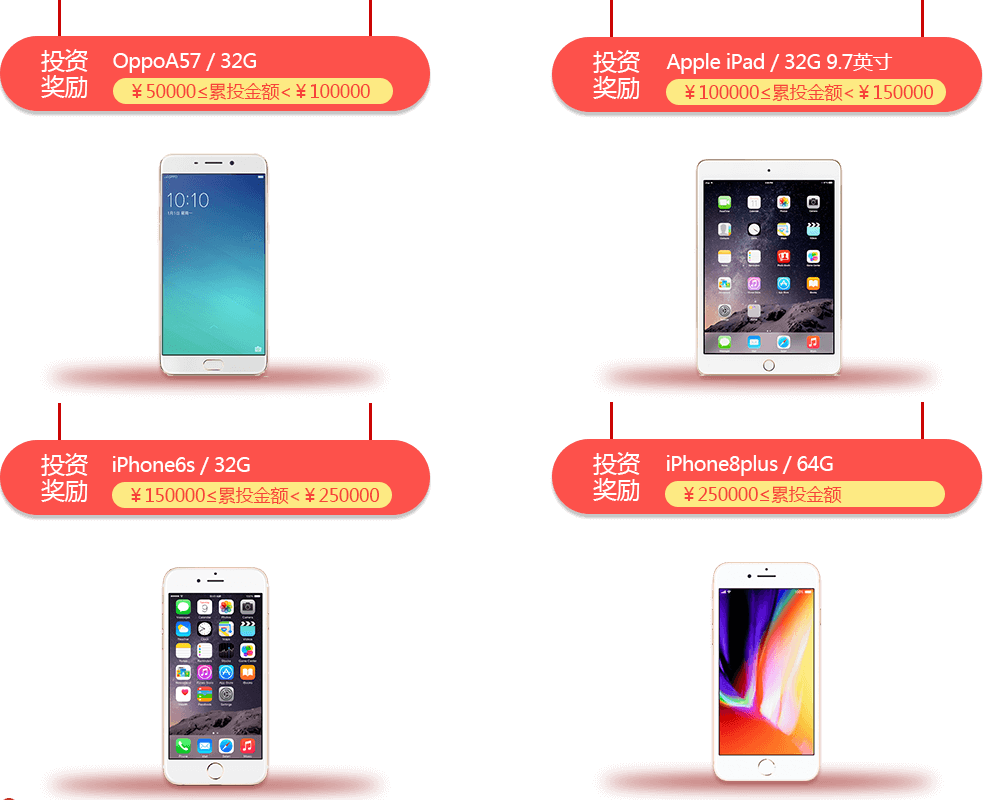 投资
奖励
OppoA57 / 32G
￥50000≤累投金额<￥100000
投资
奖励
Apple iPad / 32G 9.7英寸
￥100000≤累投金额<￥150000
10:10
投资
奖励
iPhone6s / 32G
￥150000≤累投金额<￥250000
投资
奖励
iPhone8plus / 64G
￥250000≤累投金额